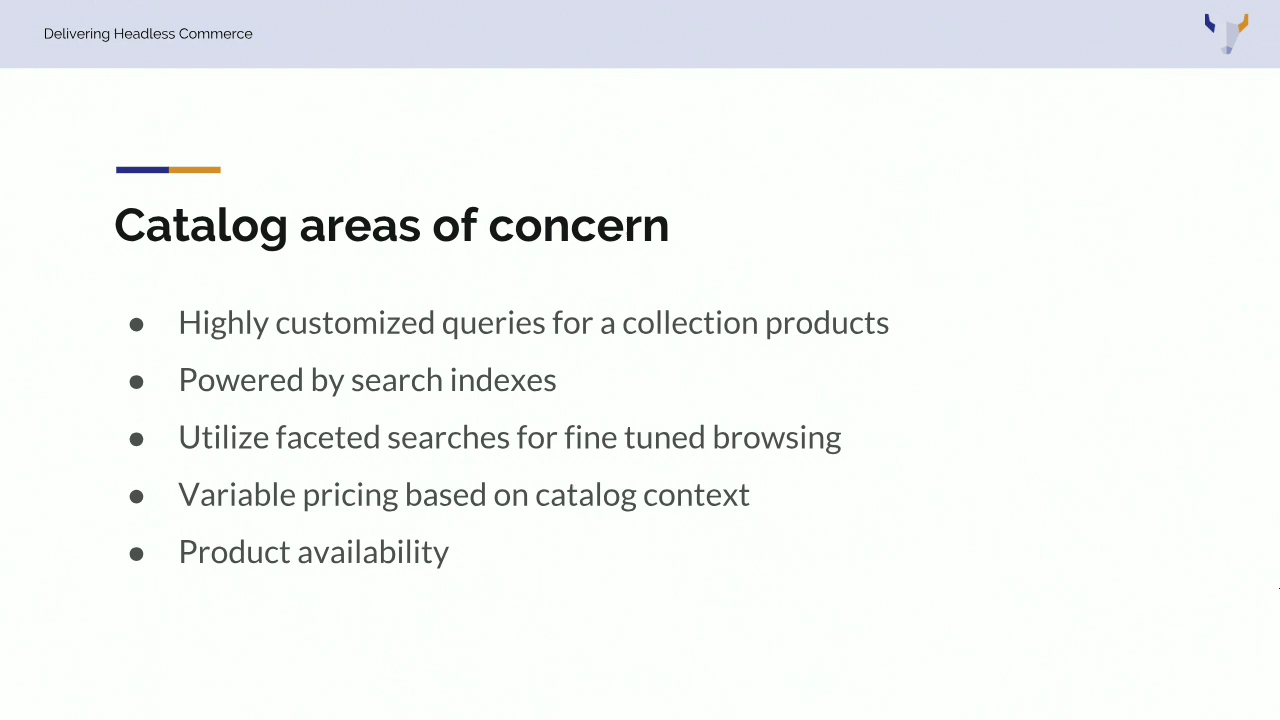 Delivering Headless Commerce
Catalog areas of concern
● Highly customized queries for a collection products
● Powered by search indexes
● Utilize faceted searches for fine tuned browsing
● Variable pricing based on catalog context
● Product availability